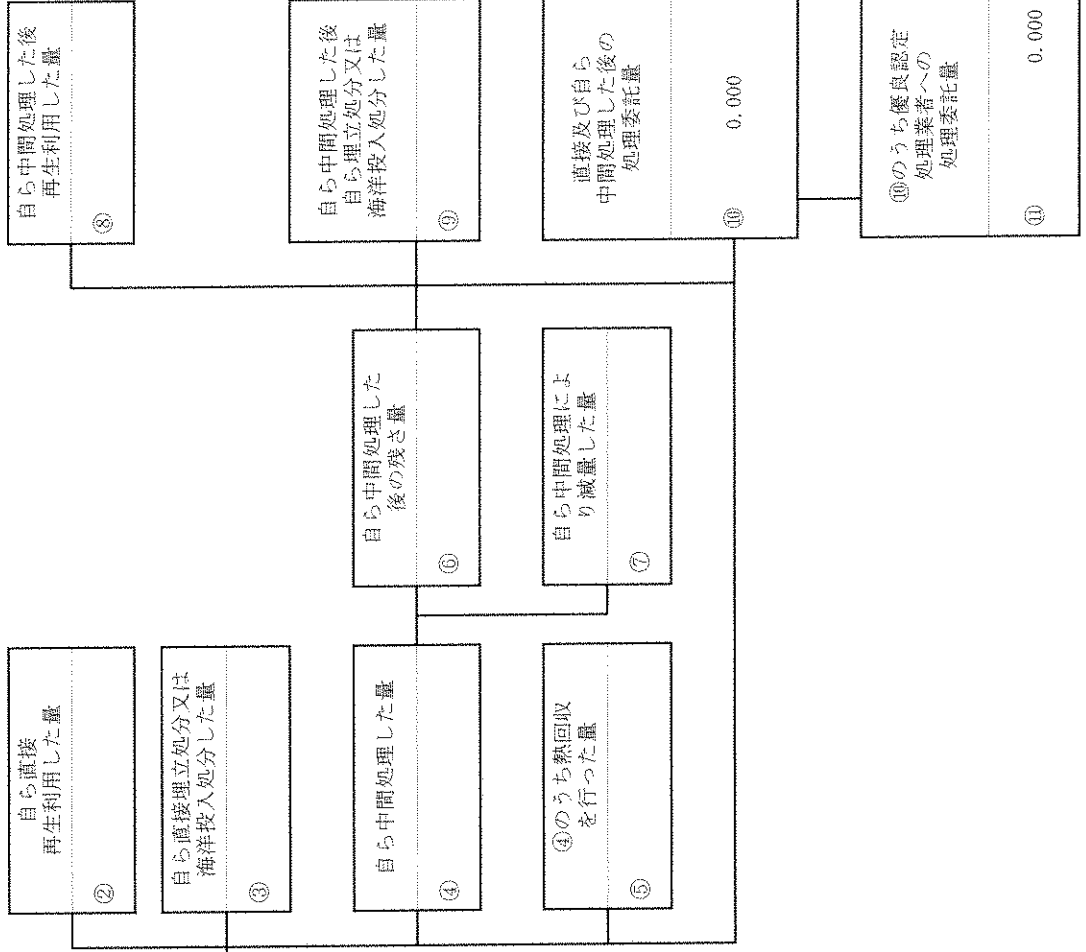 自ら直接
再生利用した量
②
自ら直接埋立処分又は
海洋投入処分した量
③
自ら中間処理した量
④
④のうち熱回収
を行った量
⑤
自ら中間処理した
後の残さ量
⑥
自ら中間処理によ
り減量した量
⑦
自ら中間処理した後
再生利用した量
⑧
自ら中間処理した後
自ら埋立処分又は
海洋投入処分した量
⑨
直接及び自ら
中間処理した後の
処理委託量
⑩
0.000
⑩のうち優良認定
処理業者への
処理委託量
⑪
0.000